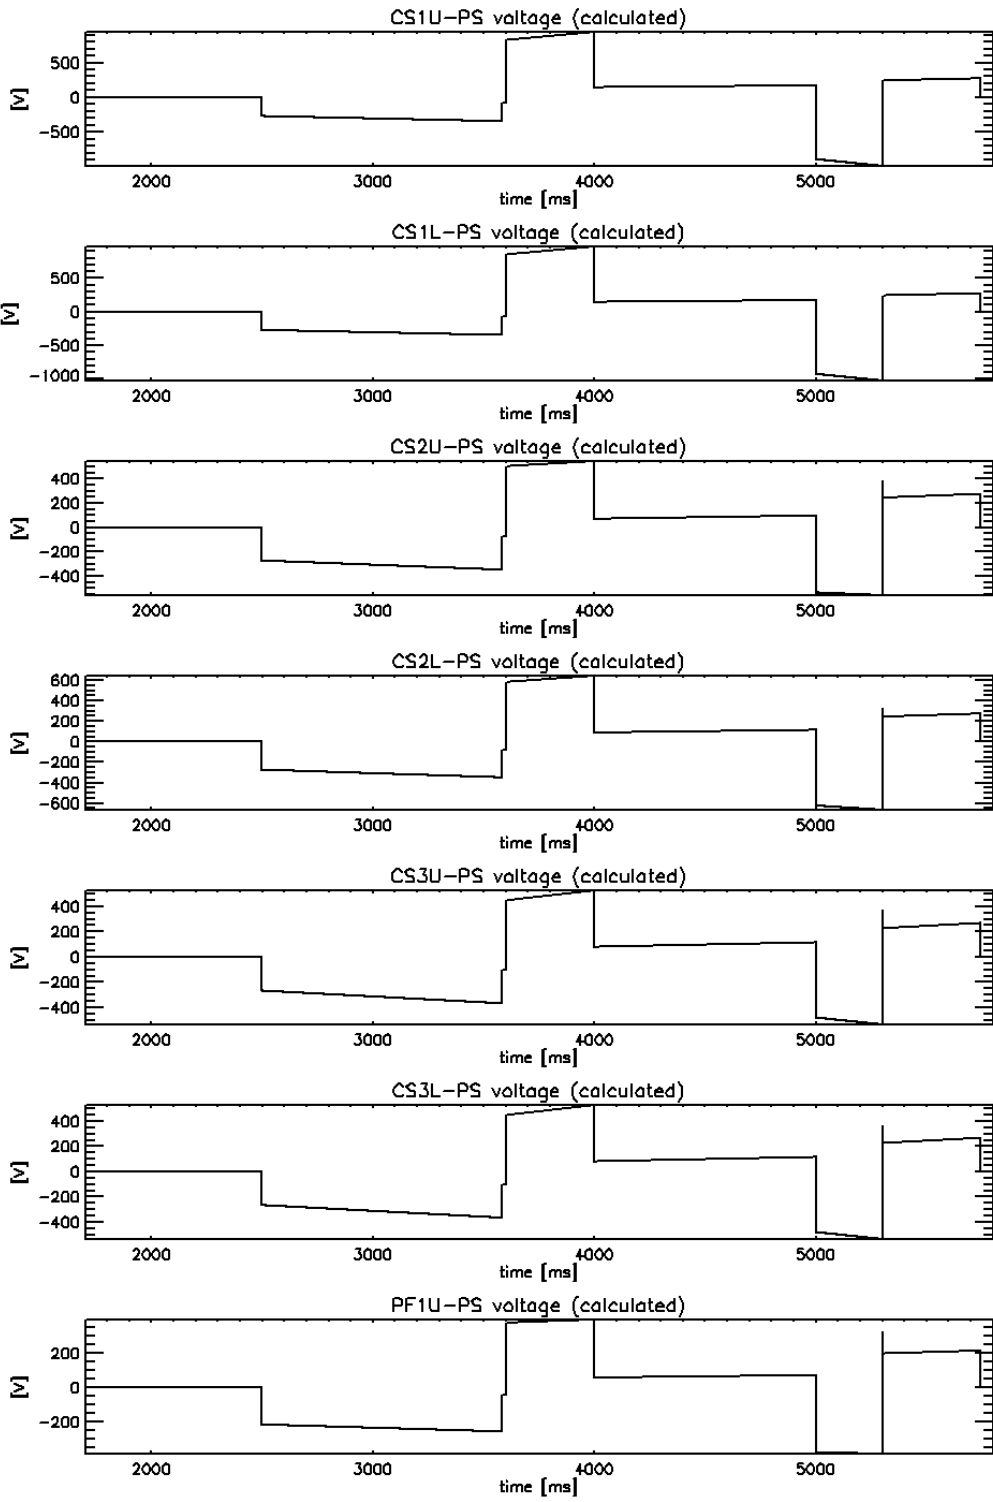 CS1U-PS voltage (calculated)
[v]
500
0
-500
2000 3000 4000 5000
time [ms]
CS1L-PS voltage (calculated)
[v]
500
0
-500
-1000
2000 3000 4000 5000
time [ms]
CS2U-PS voltage (calculated)
[v]
400
200
0
-200
-400
2000 3000 4000 5000
time [ms]
CS2L-PS voltage (calculated)
[v]
600
400
200
0
-200
-400
-600
2000 3000 4000 5000
time [ms]
CS3U-PS voltage (calculated)
[v]
400
200
0
-200
-400
2000 3000 4000 5000
time [ms]
CS3L-PS voltage (calculated)
[v]
400
200
0
-200
-400
2000 3000 4000 5000
time [ms]
PF1U-PS voltage (calculated)
[v]
200
0
-200
2000 3000 4000 5000
time [ms]